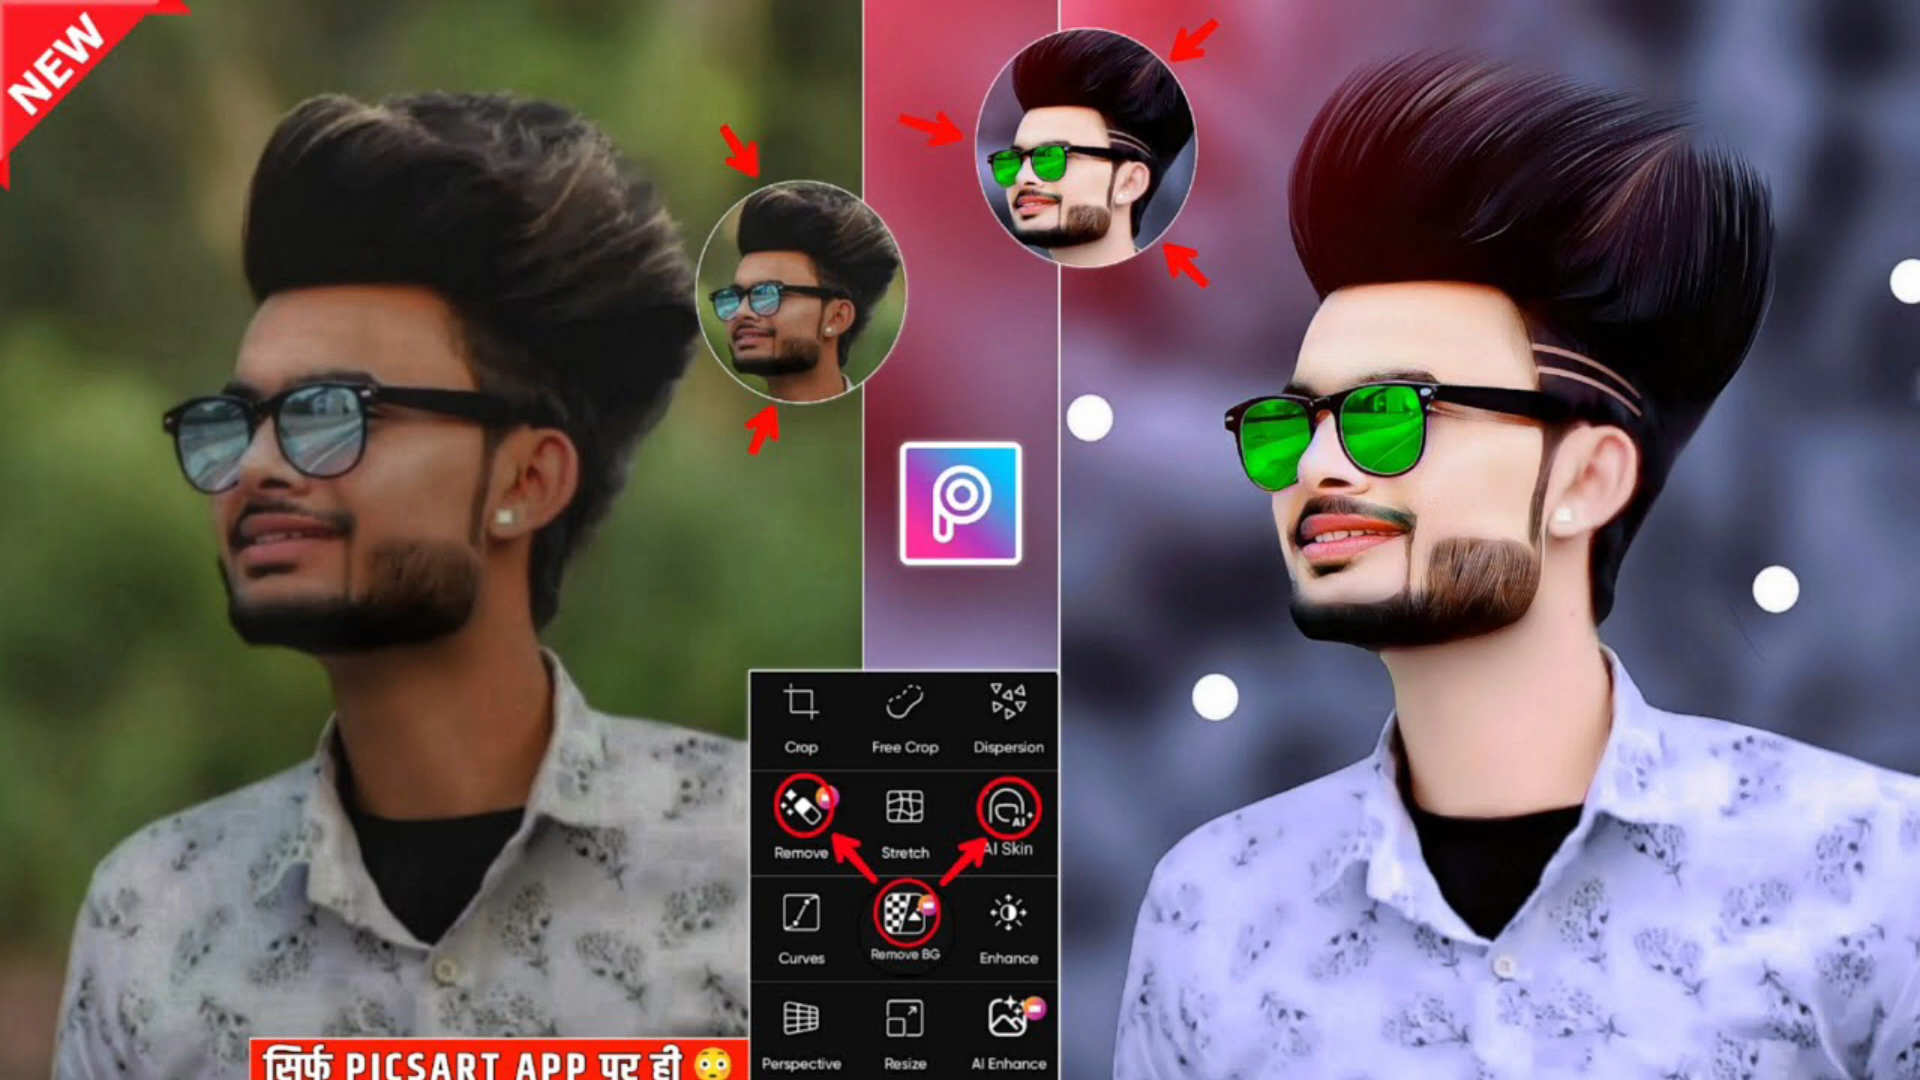 NEW
Crop
Free Crop
Dispersion
Remove
Stretch
AI Skin
AI
Curves
Remove BG
Enhance
Perspective
Resize
AI Enhance
सिर्फ PICSART APP पर ही 😳